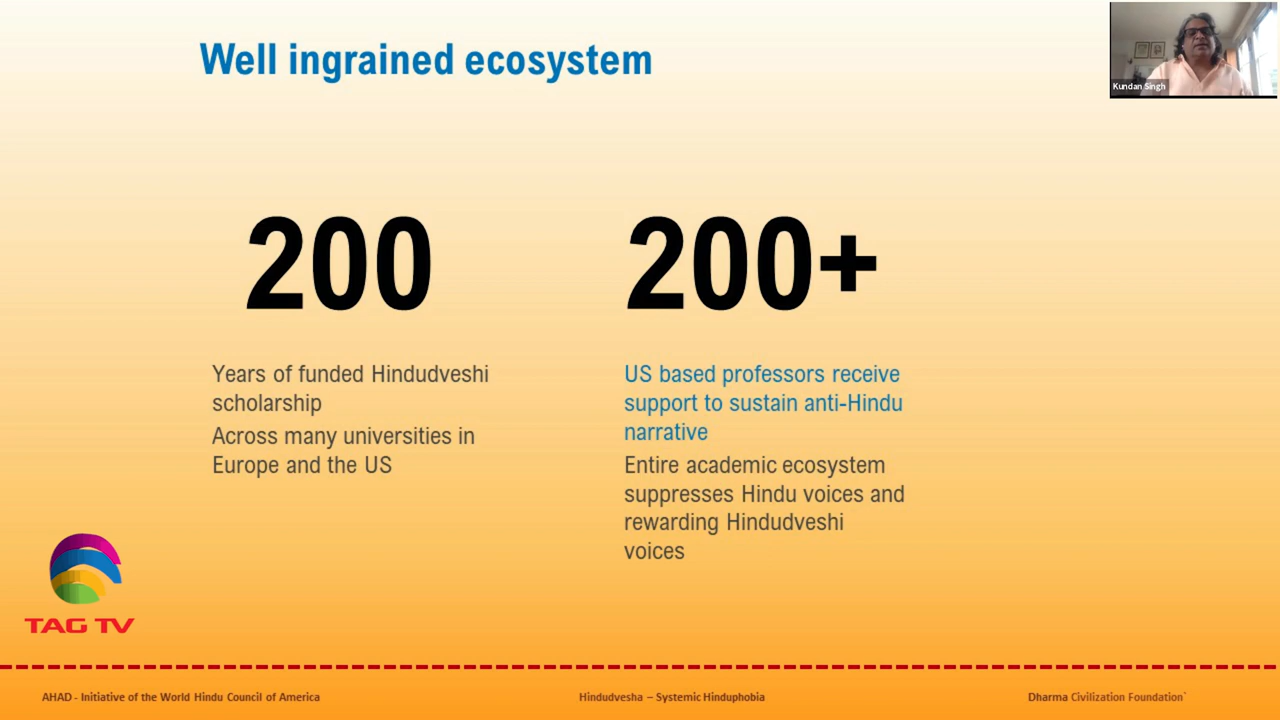 Well ingrained ecosystem
Kundan Singh
200
Years of funded Hindudveshi
scholarship
Across many universities in
Europe and the US
200+
US based professors receive
support to sustain anti-Hindu
narrative
Entire academic ecosystem
suppresses Hindu voices and
rewarding Hindudveshi
voices
TAG TV
AHAD - Initiative of the World Hindu Council of America
Hindudvesha – Systemic Hinduphobia
Dharma Civilization Foundation`